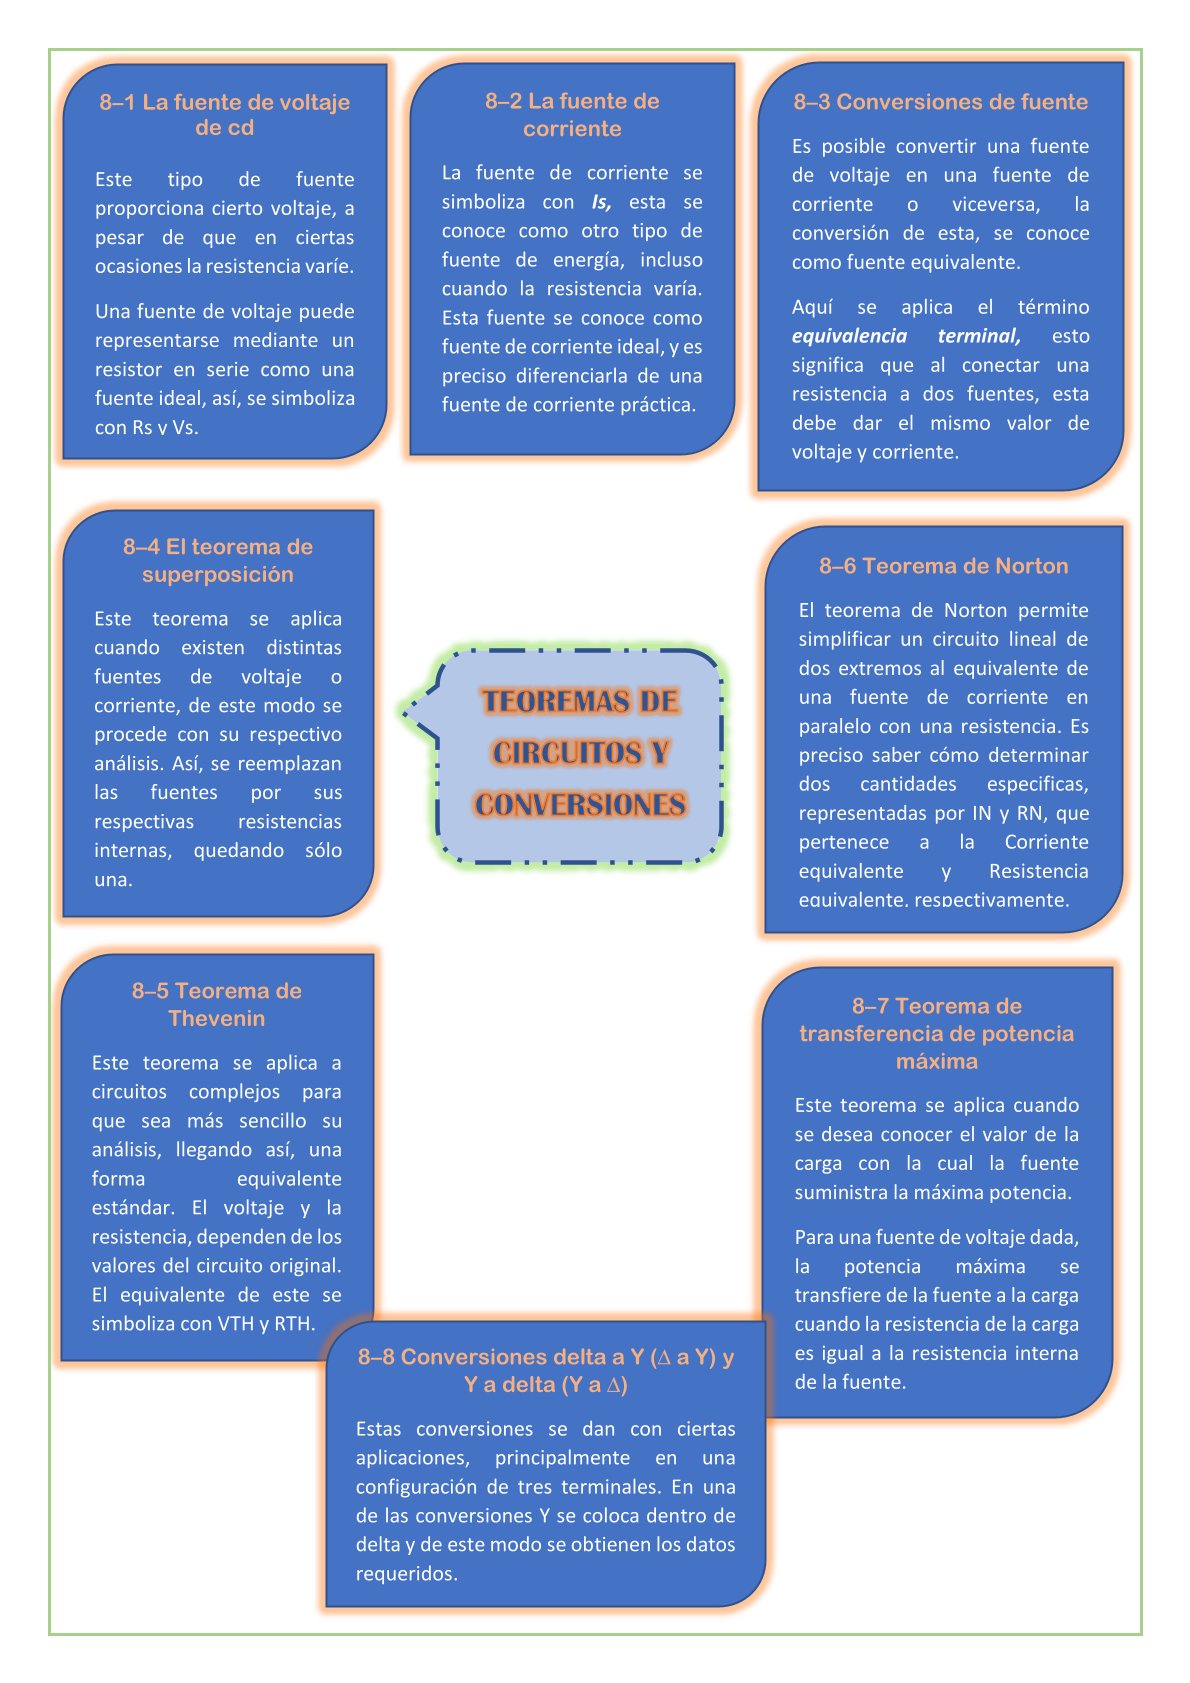 8–1 La fuente de voltaje
de cd
Este tipo de fuente
proporciona cierto voltaje, a
pesar de que en ciertas
ocasiones la resistencia varíe.
Una fuente de voltaje puede
representarse mediante un
resistor en serie como una
fuente ideal, así, se simboliza
con Rs y Vs.
8–2 La fuente de
corriente
La fuente de corriente se
simboliza con Is, esta se
conoce como otro tipo de
fuente de energía, incluso
cuando la resistencia varía.
Esta fuente se conoce como
fuente de corriente ideal, y es
preciso diferenciarla de una
fuente de corriente práctica.
8–3 Conversiones de fuente
Es posible convertir una fuente
de voltaje en una fuente de
corriente o viceversa, la
conversión de esta, se conoce
como fuente equivalente.
Aquí se aplica el término
equivalencia terminal, esto
significa que al conectar una
resistencia a dos fuentes, esta
debe dar el mismo valor de
voltaje y corriente.
8–4 El teorema de
superposición
Este teorema se aplica
cuando existen distintas
fuentes de voltaje o
corriente, de este modo se
procede con su respectivo
análisis. Así, se reemplazan
las fuentes por sus
respectivas resistencias
internas, quedando sólo
una.
TEOREMAS DE
CIRCUITOS Y
CONVERSIONES
8–6 Teorema de Norton
El teorema de Norton permite
simplificar un circuito lineal de
dos extremos al equivalente de
una fuente de corriente en
paralelo con una resistencia. Es
preciso saber cómo determinar
dos cantidades especificas,
representadas por IN y RN, que
pertenece a la Corriente
equivalente y Resistencia
equivalente, respectivamente.
8–5 Teorema de
Thevenin
Este teorema se aplica a
circuitos complejos para
que sea más sencillo su
análisis, llegando así, una
forma equivalente
estándar. El voltaje y la
resistencia, dependen de los
valores del circuito original.
El equivalente de este se
simboliza con VTH y RTH.
8–7 Teorema de
transferencia de potencia
máxima
Este teorema se aplica cuando
se desea conocer el valor de la
carga con la cual la fuente
suministra la máxima potencia.
Para una fuente de voltaje dada,
la potencia máxima se
transfiere de la fuente a la carga
cuando la resistencia de la carga
es igual a la resistencia interna
de la fuente.
8–8 Conversiones delta a Y (∆ a Y) y
Y a delta (Y a ∆)
Estas conversiones se dan con ciertas
aplicaciones, principalmente en una
configuración de tres terminales. En una
de las conversiones Y se coloca dentro de
delta y de este modo se obtienen los datos
requeridos.